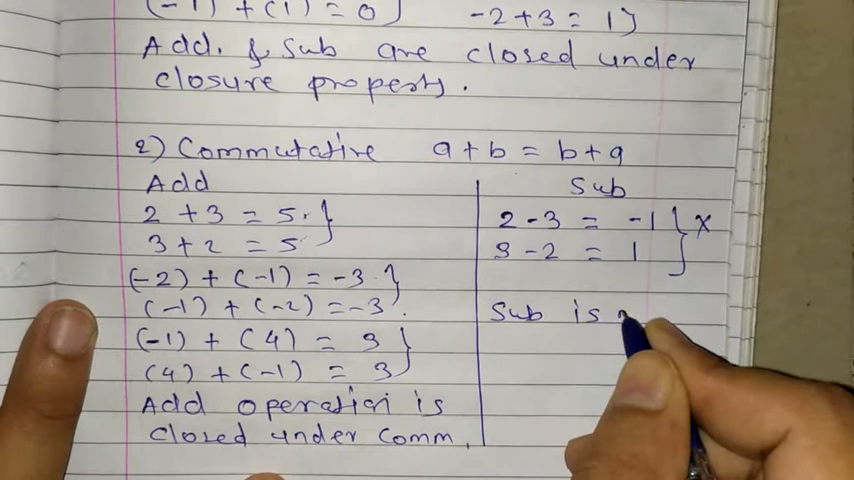 (-1) + (1) = 0 } -2 + 3 = 1 }
Add. & Sub are closed under
closure property.
2) Commutative a + b = b + a
Add
2 + 3 = 5. }
3 + 2 = 5
(-2) + (-1) = -3. }
(-1) + (-2) = -3 .
(-1) + (4) = 3 }
(4) + (-1) = 3
Add operation is
closed under comm.
Sub
2 - 3 = -1 } X
3 - 2 = 1
Sub is